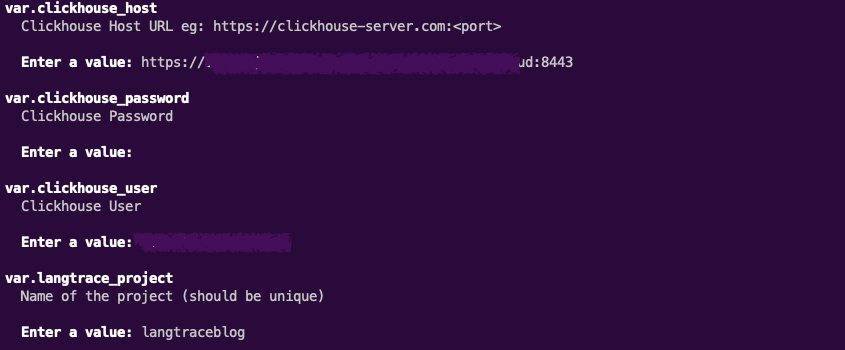 var.clickhouse_host
Clickhouse Host URL eg: https://clickhouse-server.com:<port>
Enter a value: https:// ud:8443
var.clickhouse_password
Clickhouse Password
Enter a value:
var.clickhouse_user
Clickhouse User
Enter a value:
var.langtrace_project
Name of the project (should be unique)
Enter a value: langtraceblog